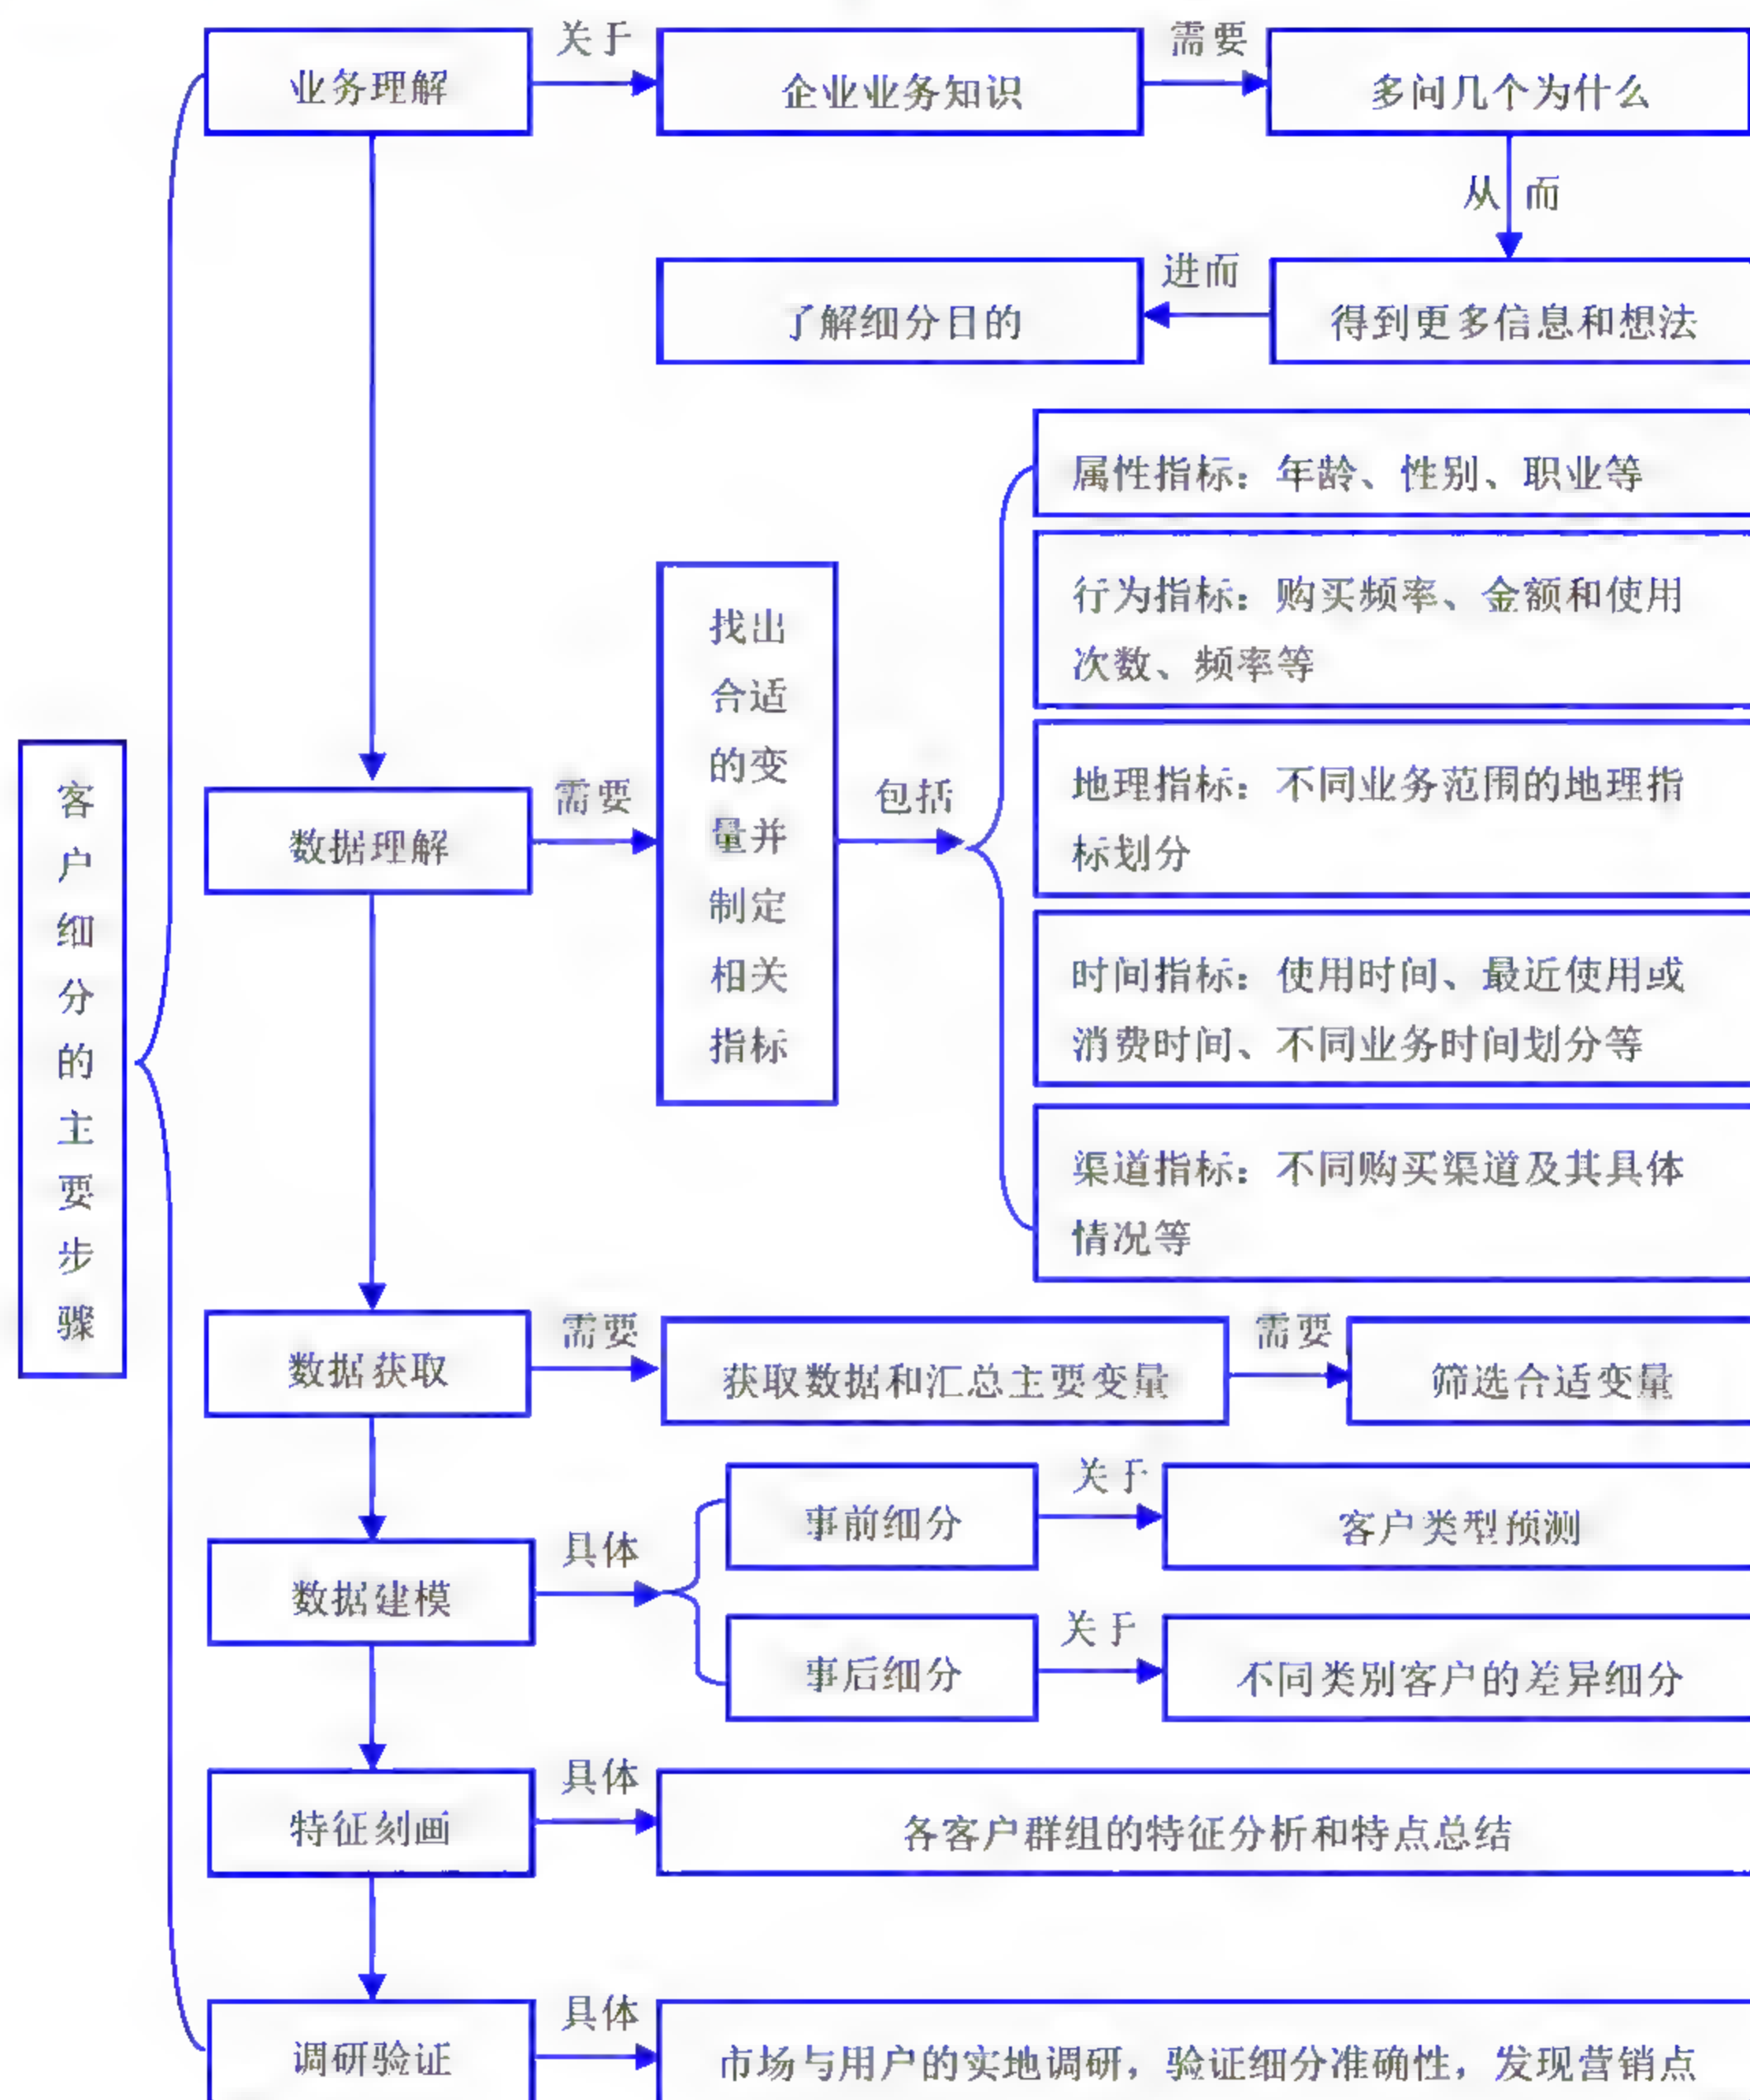 客户细分的主要步骤
业务理解
关于
企业业务知识
需要
多问几个为什么
从而
得到更多信息和想法
进而
了解细分目的
数据理解
需要
找出
合适
的变
量并
制定
相关
指标
包括
属性指标：年龄、性别、职业等
行为指标：购买频率、金额和使用
次数、频率等
地理指标：不同业务范围的地理指
标划分
时间指标：使用时间、最近使用或
消费时间、不同业务时间划分等
渠道指标：不同购买渠道及其具体
情况等
数据获取
需要
获取数据和汇总主要变量
需要
筛选合适变量
数据建模
具体
事前细分
关于
客户类型预测
事后细分
关于
不同类别客户的差异细分
特征刻画
具体
各客户群组的特征分析和特点总结
调研验证
具体
市场与用户的实地调研，验证细分准确性，发现营销点